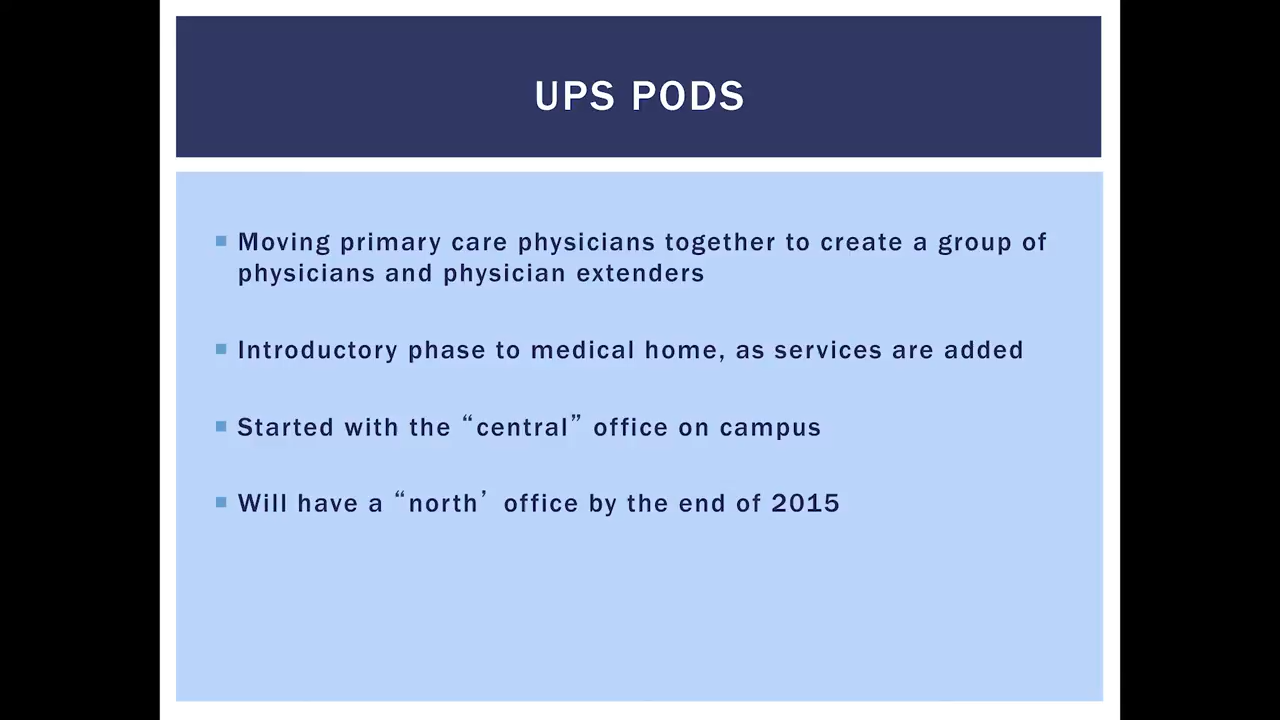 UPS PODS
Moving primary care physicians together to create a group of
physicians and physician extenders
Introductory phase to medical home, as services are added
Started with the “central” office on campus
Will have a “north’ office by the end of 2015